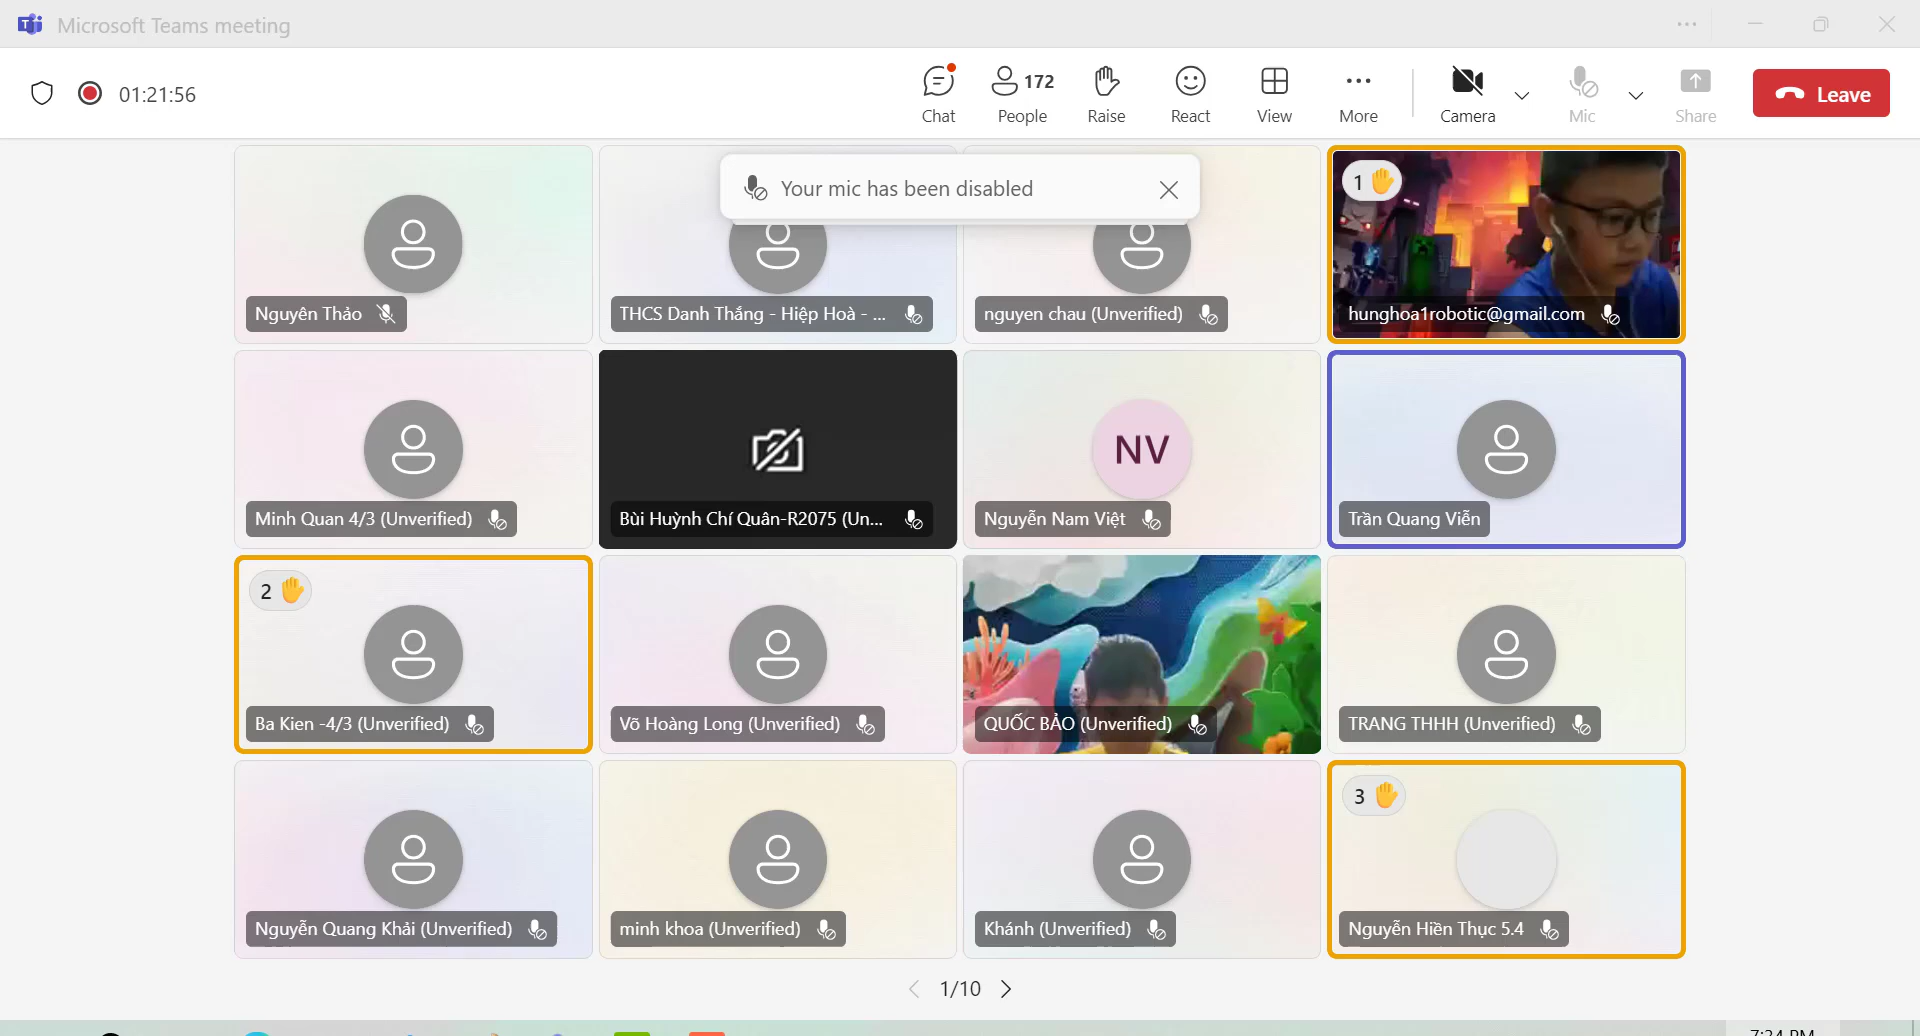 Microsoft Teams meeting
01:21:56
Chat
172
People
Raise
React
View
More
Camera
Mic
Share
Leave
Your mic has been disabled
Nguyên Thảo
THCS Danh Thắng - Hiệp Hoà - ...
nguyen chau (Unverified)
1
hunghoa1robotic@gmail.com
Minh Quan 4/3 (Unverified)
Bùi Huỳnh Chí Quân-R2075 (Un...
NV
Nguyễn Nam Việt
Trần Quang Viễn
2
Ba Kien -4/3 (Unverified)
Võ Hoàng Long (Unverified)
QUỐC BẢO (Unverified)
TRANG THHH (Unverified)
Nguyễn Quang Khải (Unverified)
minh khoa (Unverified)
Khánh (Unverified)
3
Nguyễn Hiền Thục 5.4
1/10
7:24 PM